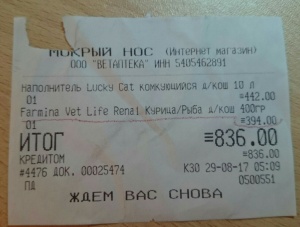 МОКРЫЙ НОС (Интернет магазин)
ООО "ВЕТАПТЕКА" ИНН 5405462891
Наполнитель Lucky Cat комкующийся д/кош 10 л
01 =442.00
Farmina Vet Life Renal Курица/Рыба д/кош 400гр
01 =394.00
ИТОГ =836.00
КРЕДИТОМ =836.00
#4476 ДОК. 00025474 К30 29-08-17 05:09
ПД 0500551
ЖДЕМ ВАС СНОВА